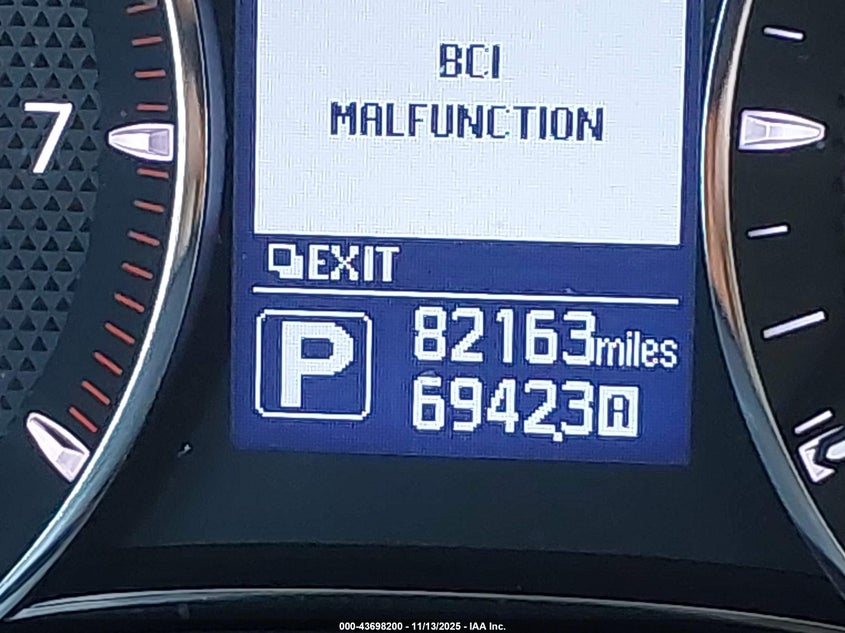 BCI
MALFUNCTION
7
EXIT
P
82163miles
6942.3A
000-43698200 - 11/13/2025 - IAA Inc.